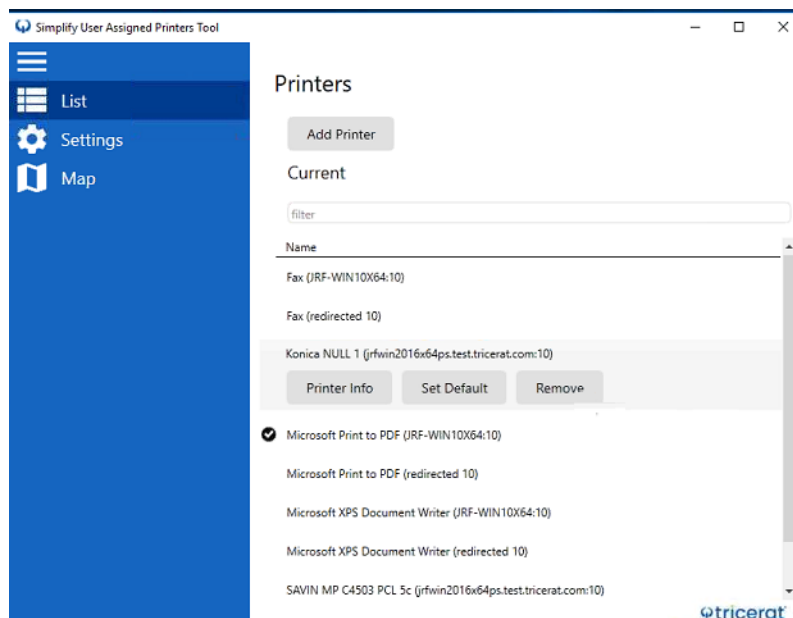 Simplify User Assigned Printers Tool
List
Settings
Map
Printers
Add Printer
Current
filter
Name
Fax (JRF-WIN10X64:10)
Fax (redirected 10)
Konica NULL 1 (jrfwin2016x64ps.test.tricerat.com:10)
Printer Info Set Default Remove
Microsoft Print to PDF (JRF-WIN10X64:10)
Microsoft Print to PDF (redirected 10)
Microsoft XPS Document Writer (JRF-WIN10X64:10)
Microsoft XPS Document Writer (redirected 10)
SAVIN MP C4503 PCL 5c (jrfwin2016x64ps.test.tricerat.com:10)
tricerat